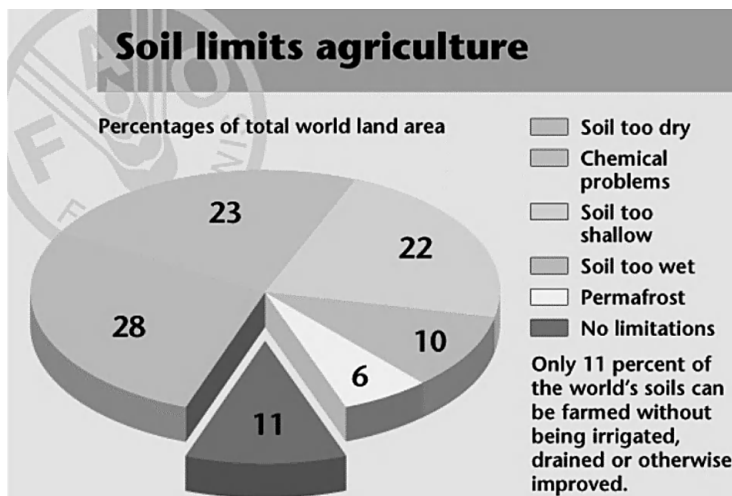 Soil limits agriculture
Percentages of total world land area
23
22
28
10
6
11
Soil too dry
Chemical
problems
Soil too
shallow
Soil too wet
Permafrost
No limitations
Only 11 percent of
the world's soils can
be farmed without
being irrigated,
drained or otherwise
improved.
F A O